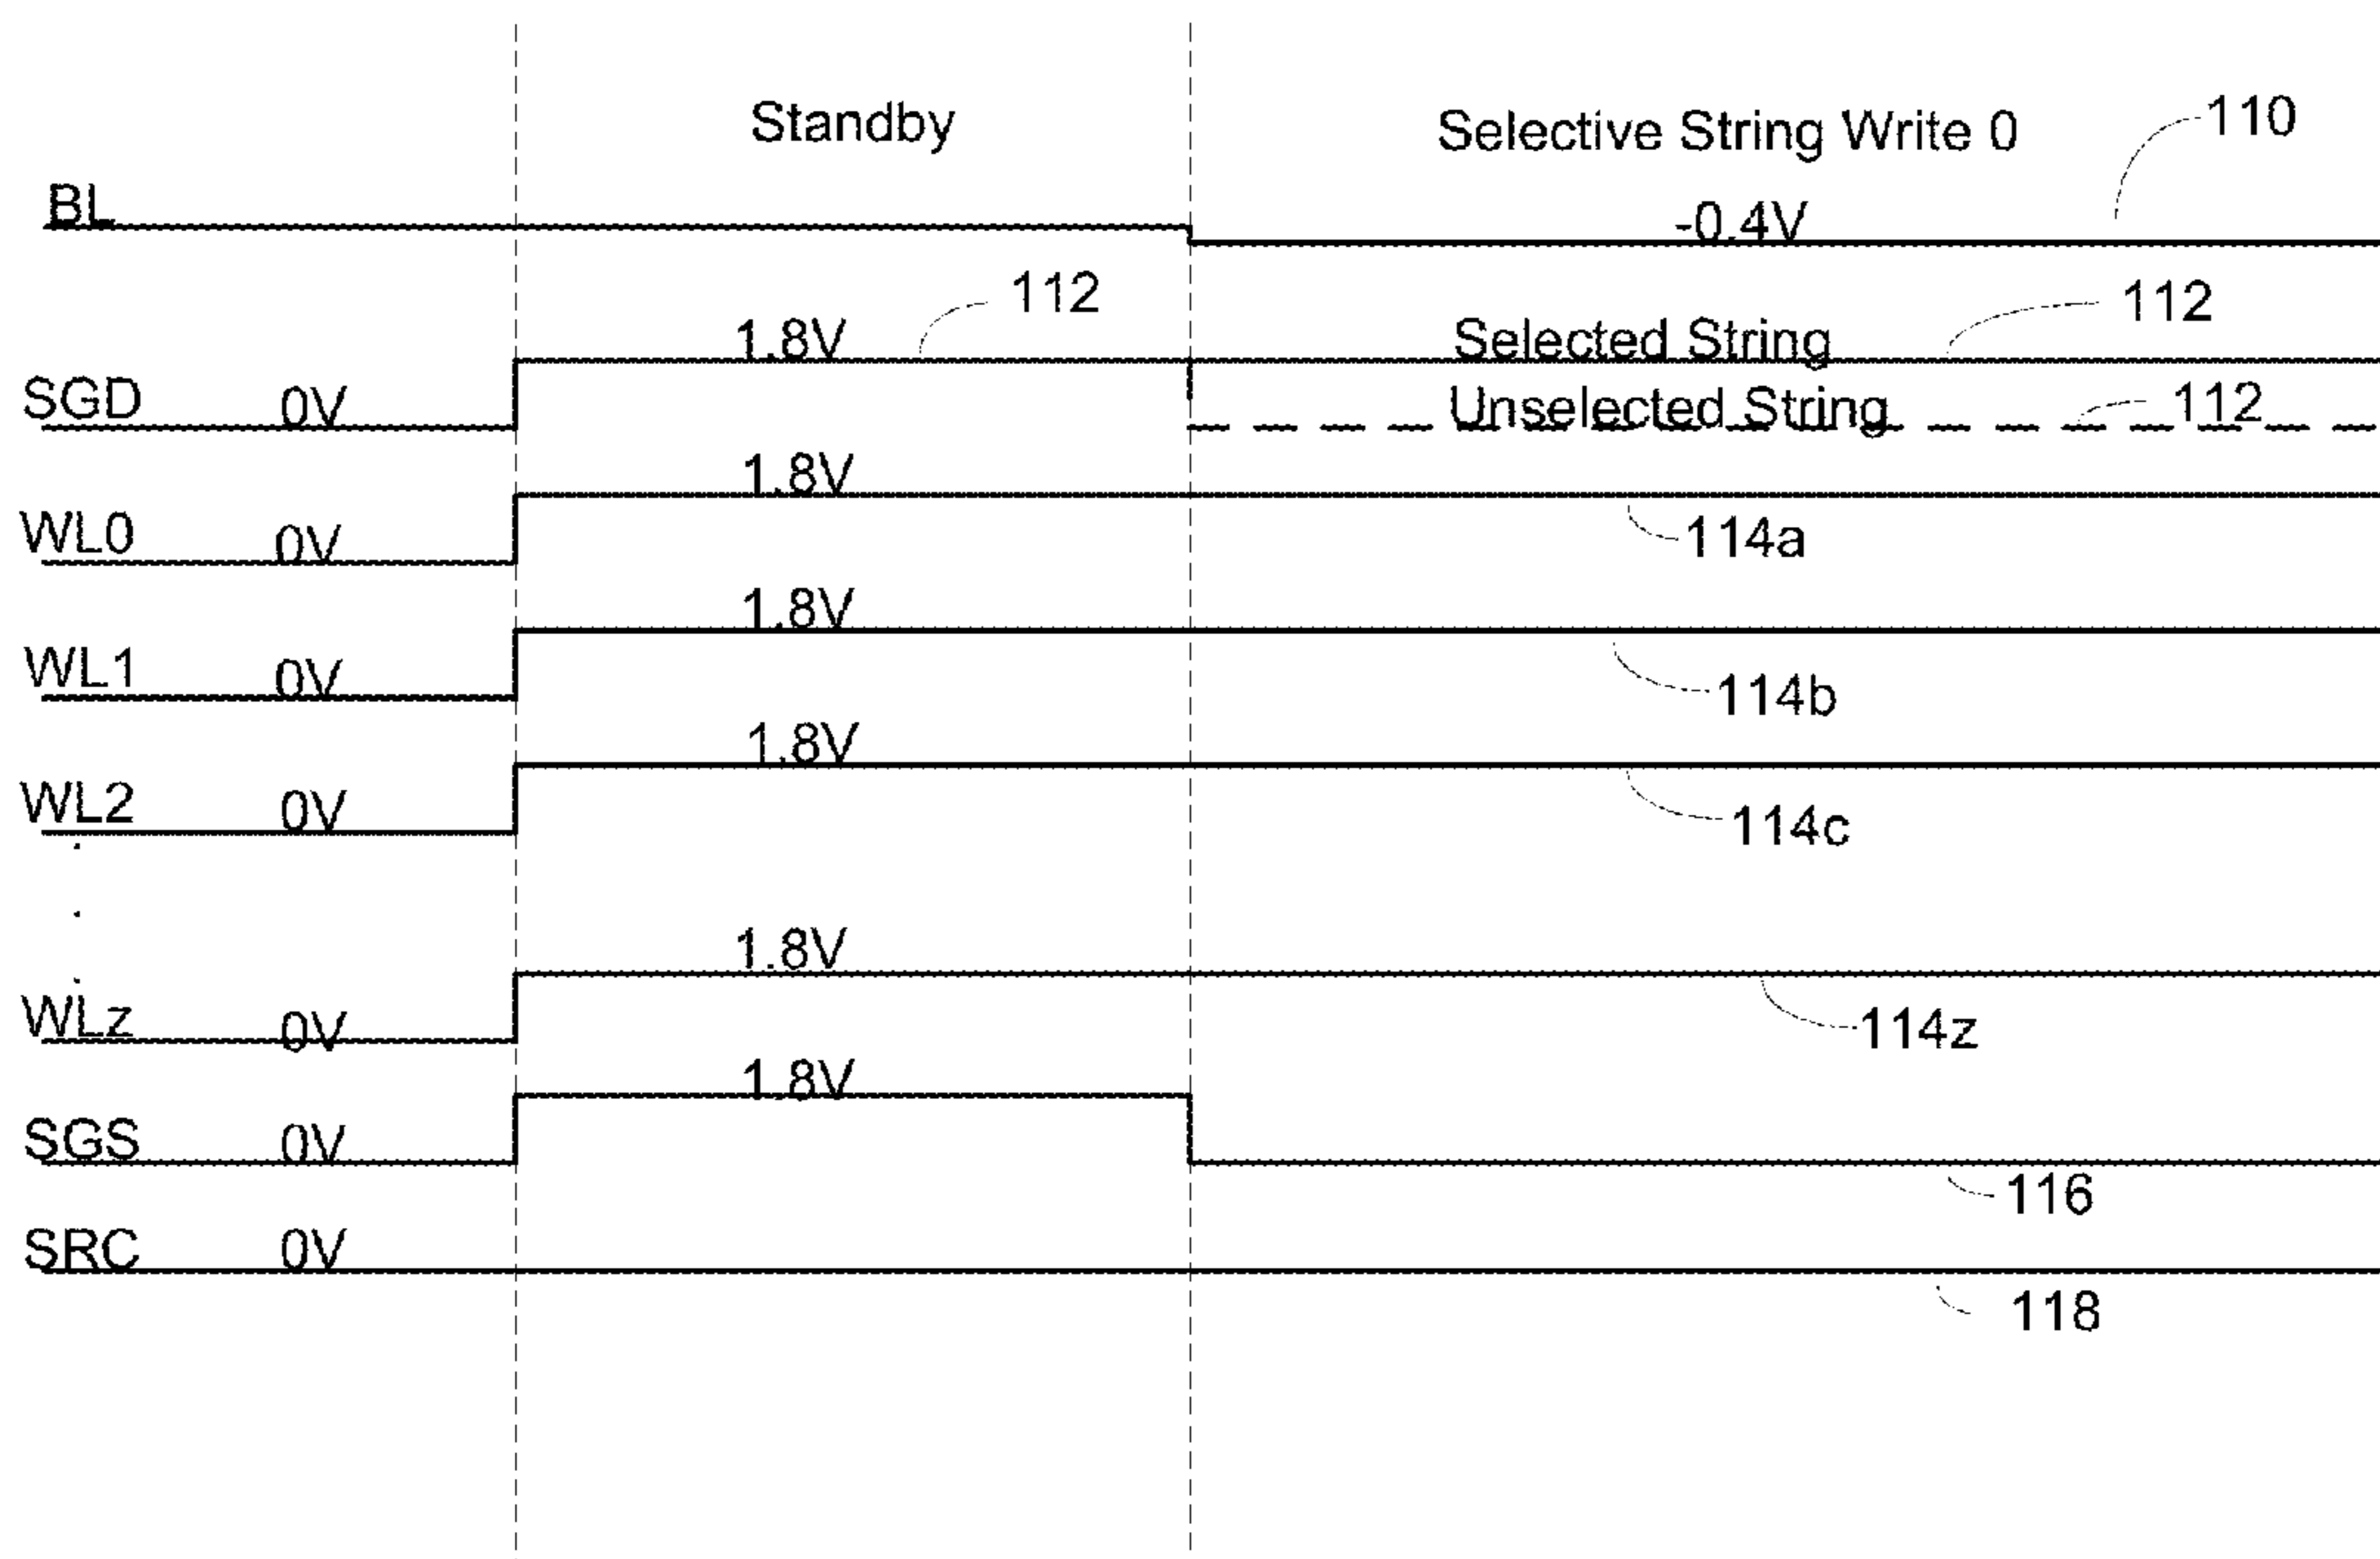 Standby
Selective String Write 0
110
BL
-0.4V
112
112
1.8V
Selected String
SGD
0V
Unselected String
112
1.8V
WL0
0V
114a
1.8V
WL1
0V
114b
1.8V
WL2
0V
114c
1.8V
WLz
0V
114z
1.8V
SGS
0V
116
SRC
0V
118